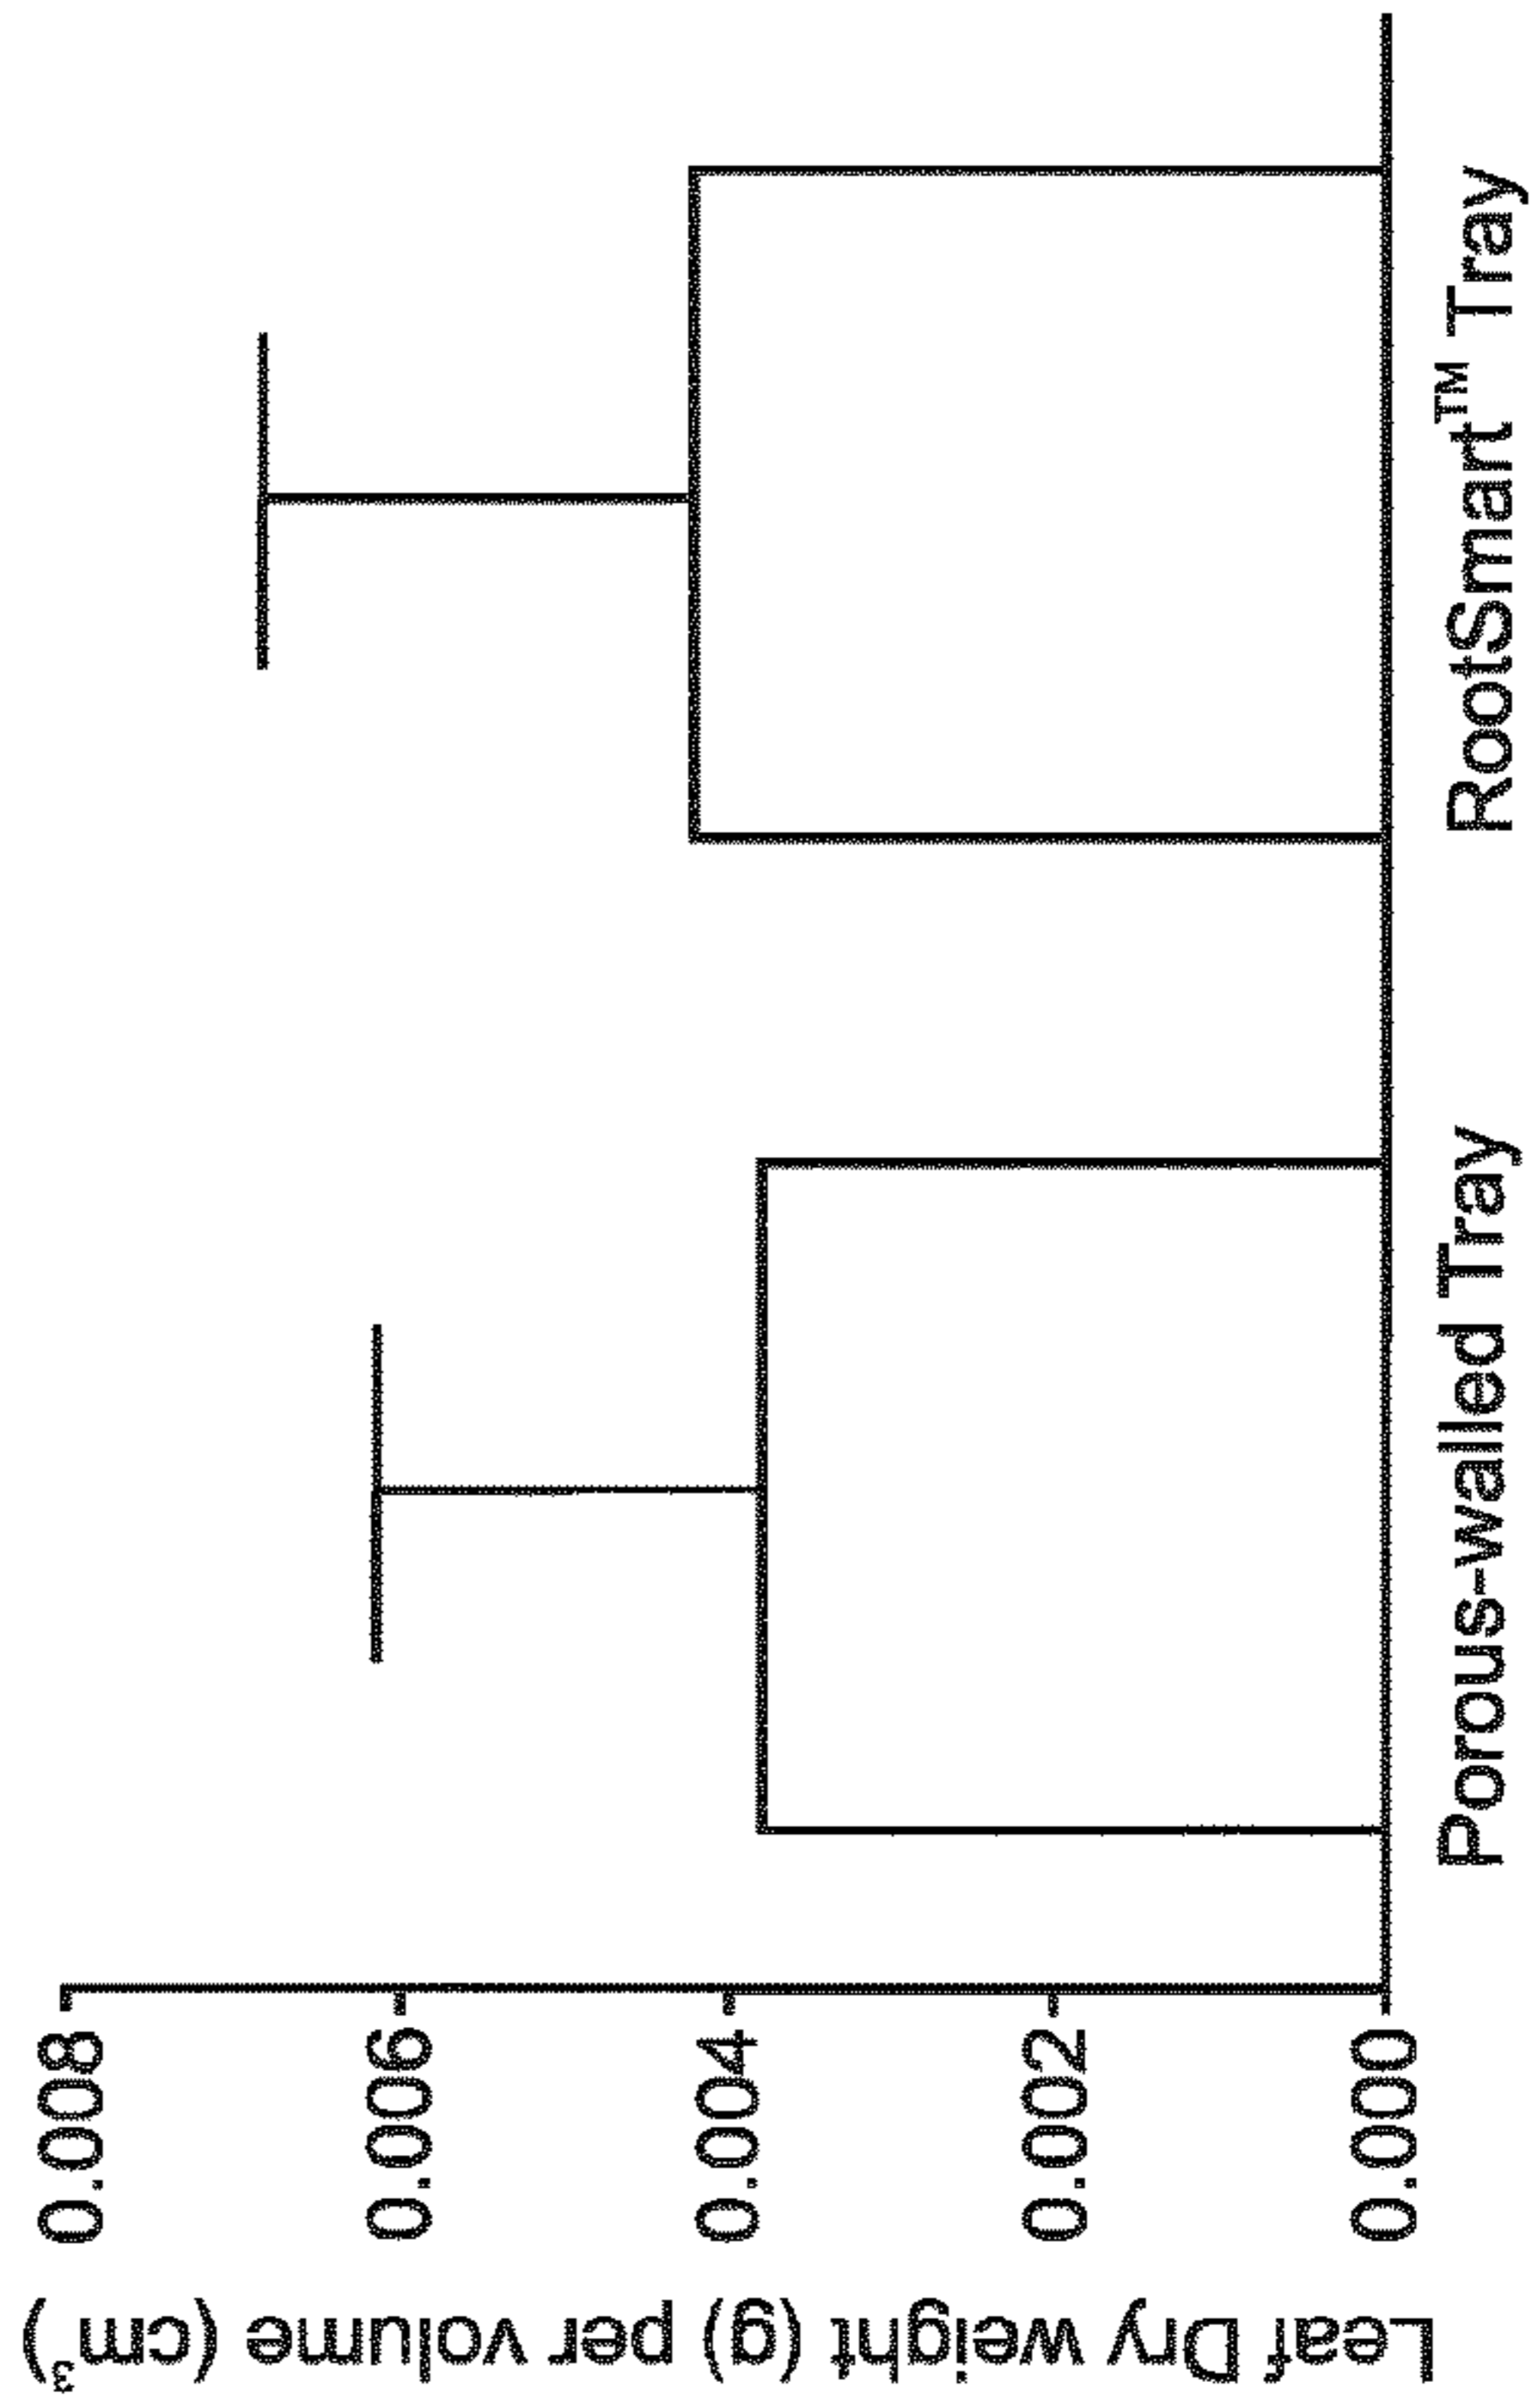 Leaf Dry weight (g) per volume (cm³)
0.008
0.006
0.004
0.002
0.000
Porous-walled Tray
RootSmart™ Tray